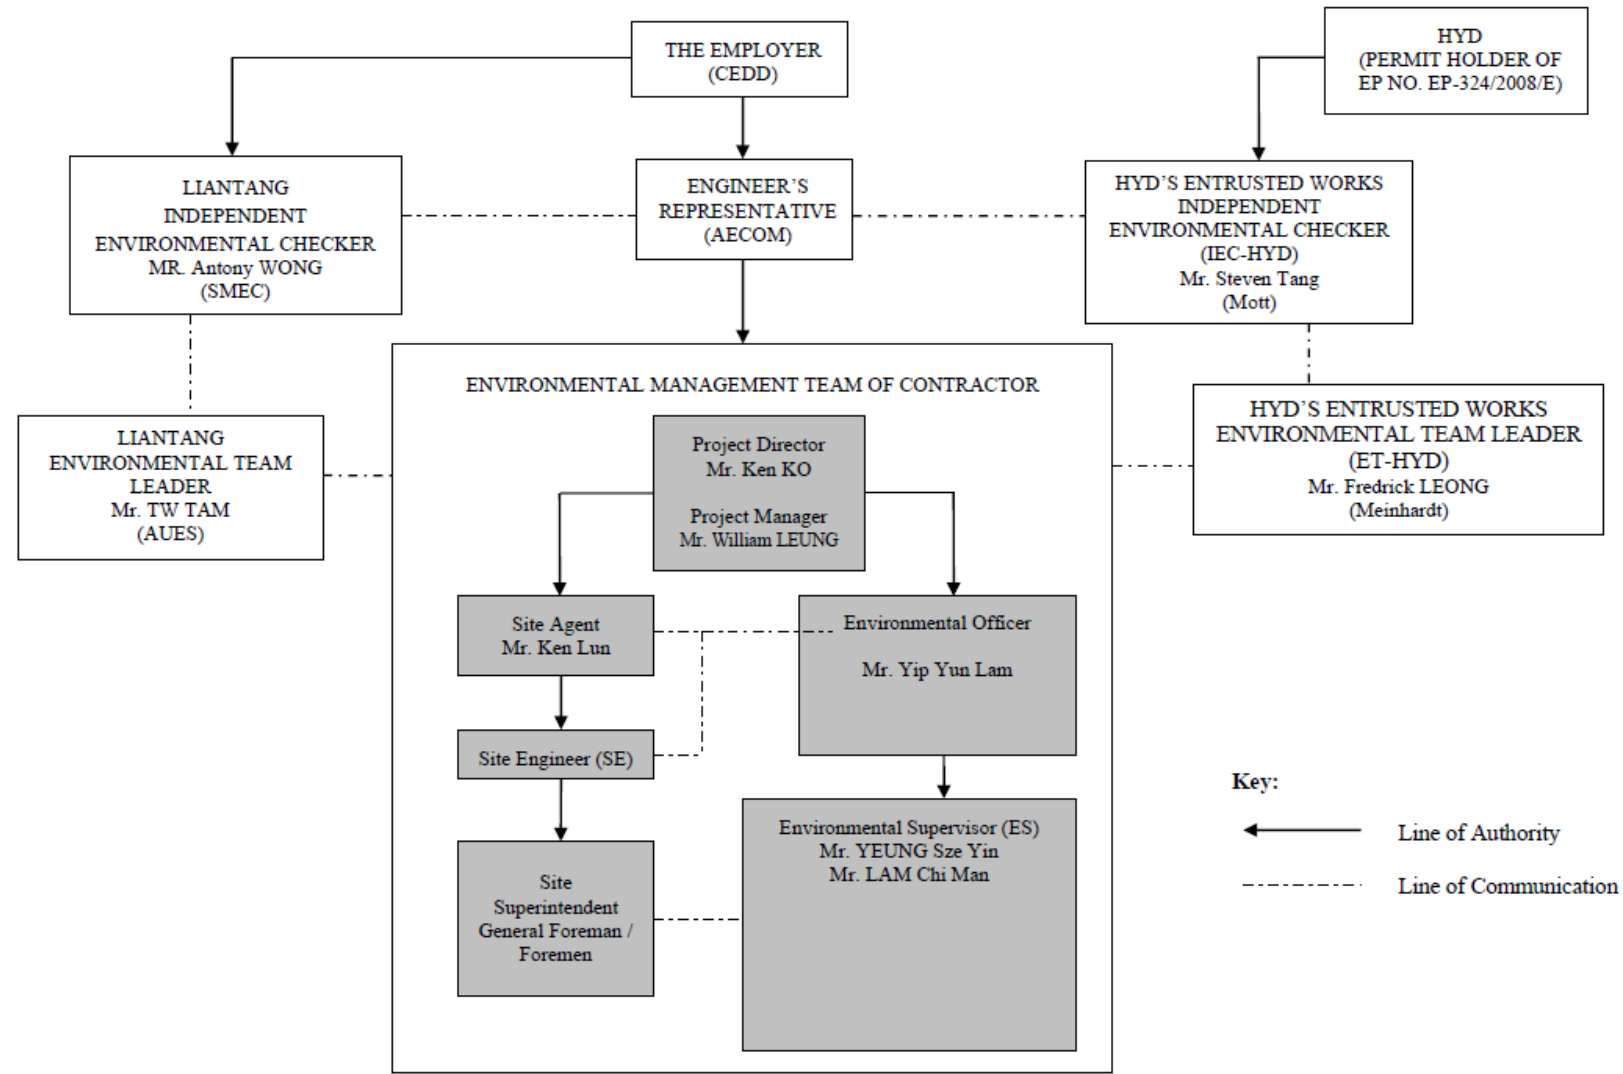 THE EMPLOYER
(CEDD)
HYD
(PERMIT HOLDER OF
EP NO. EP-324/2008/E)
LIANTANG
INDEPENDENT
ENVIRONMENTAL CHECKER
MR. Antony WONG
(SMEC)
ENGINEER'S
REPRESENTATIVE
(AECOM)
HYD'S ENTRUSTED WORKS
INDEPENDENT
ENVIRONMENTAL CHECKER
(IEC-HYD)
Mr. Steven Tang
(Mott)
LIANTANG
ENVIRONMENTAL TEAM
LEADER
Mr. TW TAM
(AUES)
ENVIRONMENTAL MANAGEMENT TEAM OF CONTRACTOR
HYD'S ENTRUSTED WORKS
ENVIRONMENTAL TEAM LEADER
(ET-HYD)
Mr. Fredrick LEONG
(Meinhardt)
Project Director
Mr. Ken KO
Project Manager
Mr. William LEUNG
Site Agent
Mr. Ken Lun
Environmental Officer
Mr. Yip Yun Lam
Site Engineer (SE)
Environmental Supervisor (ES)
Mr. YEUNG Sze Yin
Mr. LAM Chi Man
Site
Superintendent
General Foreman /
Foremen
Key:
Line of Authority
Line of Communication